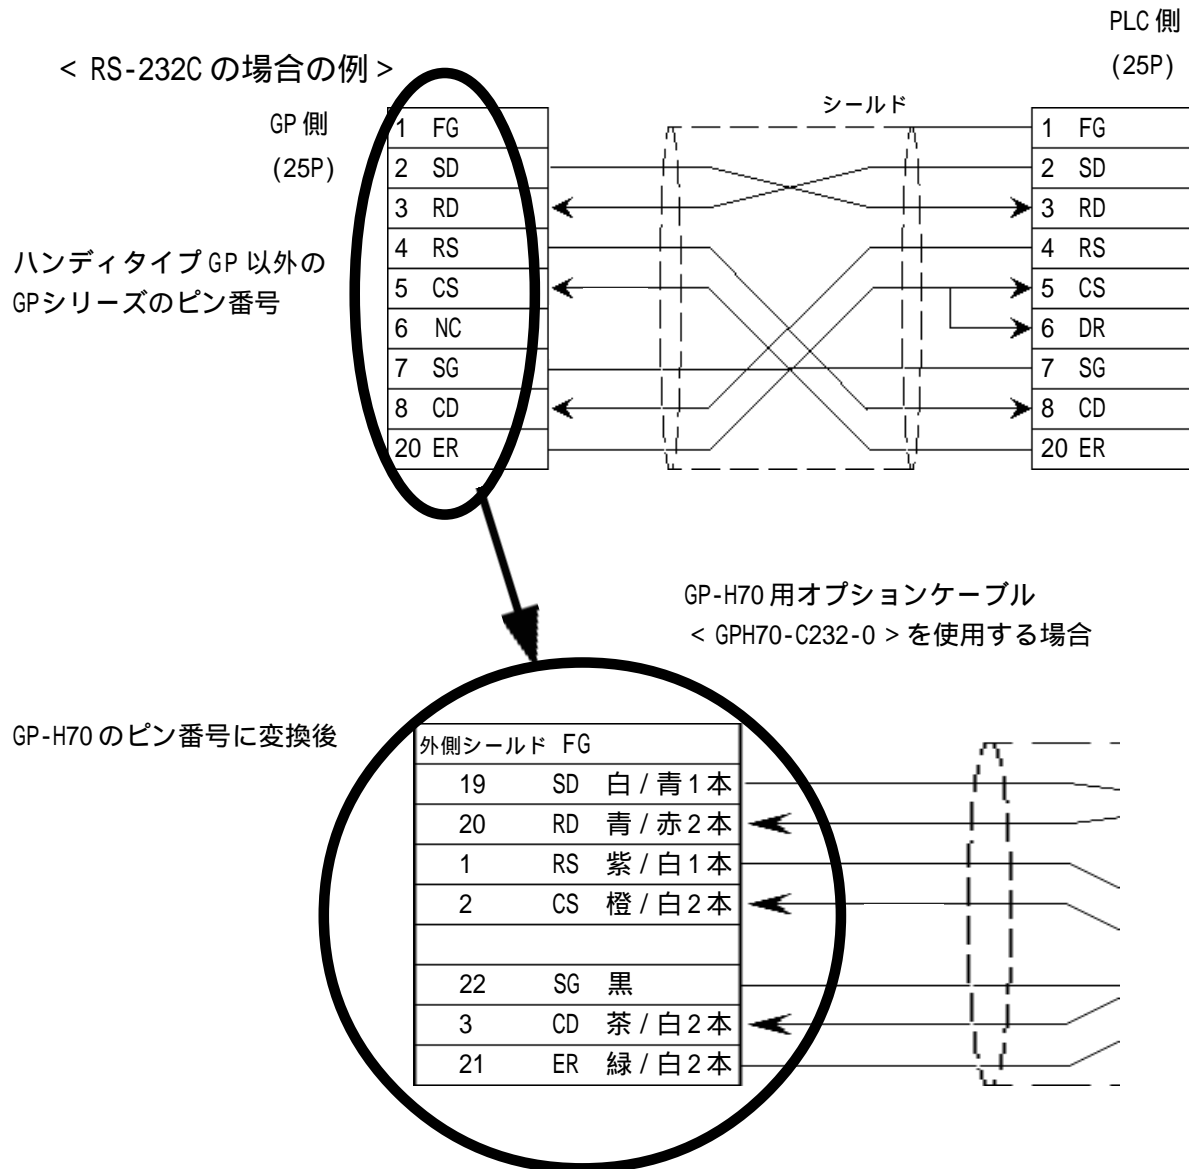 PLC側
(25P)
< RS-232Cの場合の例 >
GP側
(25P)
シールド
1 FG
2 SD
3 RD
4 RS
5 CS
6 NC
7 SG
8 CD
20 ER
1 FG
2 SD
3 RD
4 RS
5 CS
6 DR
7 SG
8 CD
20 ER
ハンディタイプGP以外の
GPシリーズのピン番号
GP-H70用オプションケーブル
< GPH70-C232-0 >を使用する場合
GP-H70のピン番号に変換後
外側シールド FG
19 SD 白/青1本
20 RD 青/赤2本
1 RS 紫/白1本
2 CS 橙/白2本
22 SG 黒
3 CD 茶/白2本
21 ER 緑/白2本